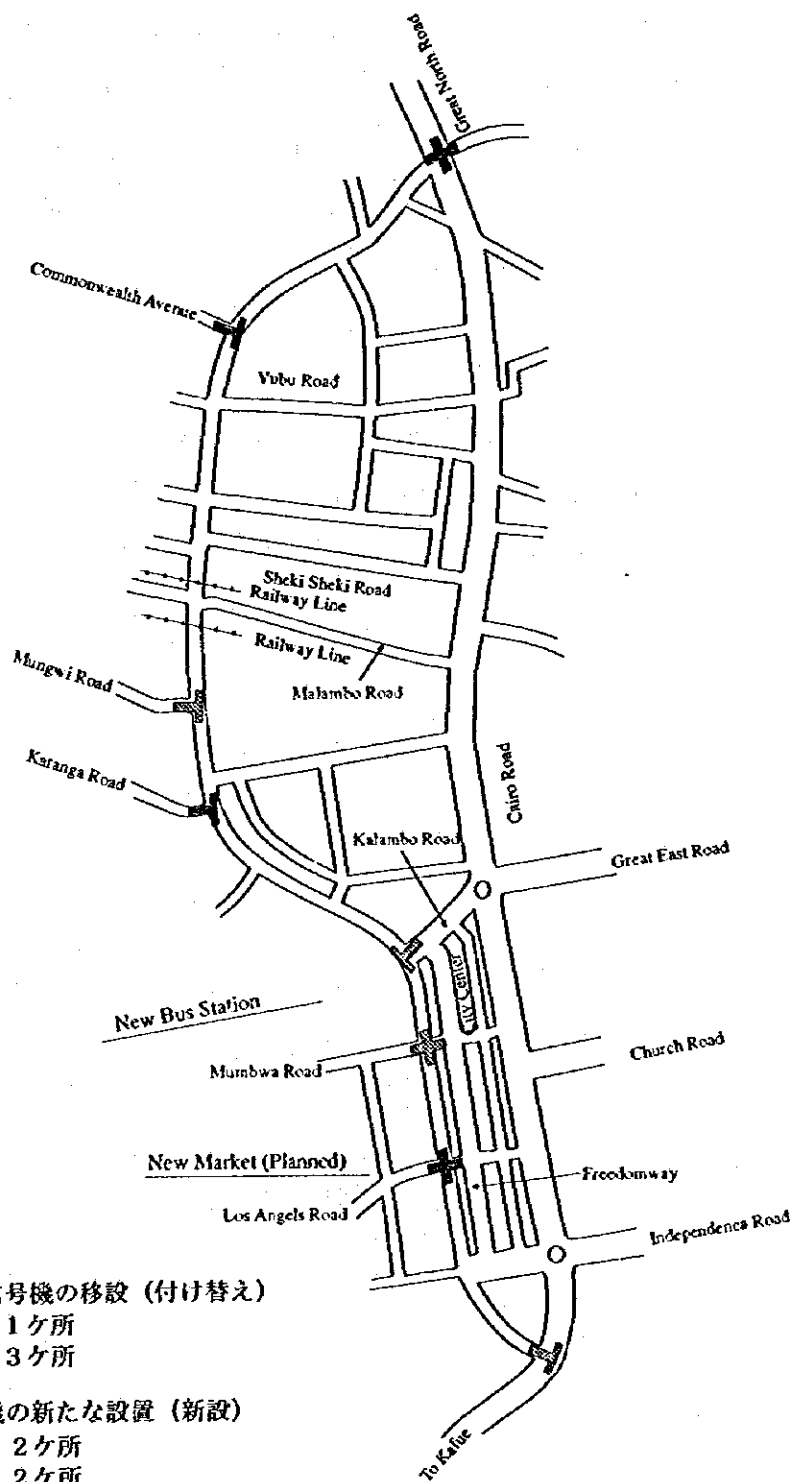 Great North Road
Commonwealth Avenue
Vubu Road
Sheki Sheki Road
Railway Line
Railway Line
Mungwi Road
Malambo Road
Katanga Road
Cairo Road
Kalambo Road
Great East Road
City Center
New Bus Station
Church Road
Mumbwa Road
New Market (Planned)
Freedomway
Los Angels Road
Independence Road
号機の移設（付け替え）
1ケ所
3ケ所
機の新たな設置（新設）
2ケ所
2ケ所
To Kafue